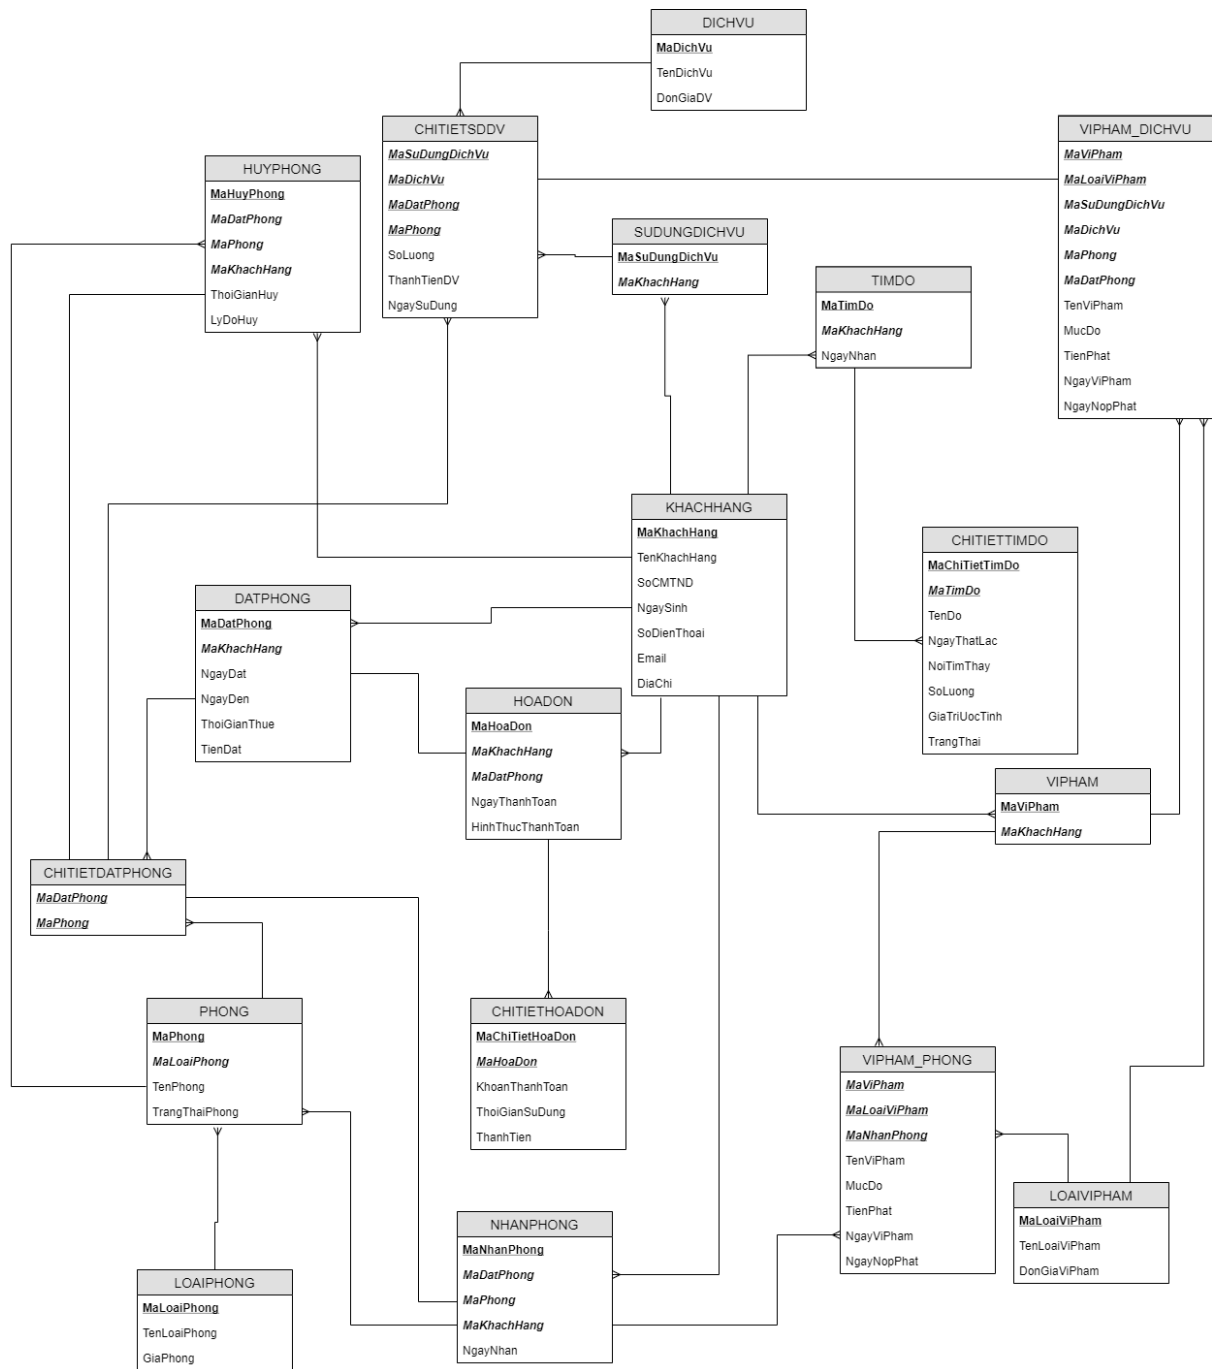 DICHVU
MaDichVu
TenDichVu
DonGiaDV
CHITIETSDDV
MaSuDungDichVu
MaDichVu
MaDatPhong
MaPhong
SoLuong
ThanhTienDV
NgaySuDung
VIPHAM_DICHVU
MaViPham
MaLoaiViPham
MaSuDungDichVu
MaDichVu
MaPhong
MaDatPhong
TenViPham
MucDo
TienPhat
NgayViPham
NgayNopPhat
HUYPHONG
MaHuyPhong
MaDatPhong
MaPhong
MaKhachHang
ThoiGianHuy
LyDoHuy
SUDUNGDICHVU
MaSuDungDichVu
MaKhachHang
TIMDO
MaTimDo
MaKhachHang
NgayNhan
KHACHHANG
MaKhachHang
TenKhachHang
SoCMTND
NgaySinh
SoDienThoai
Email
DiaChi
CHITIETTIMDO
MaChiTietTimDo
MaTimDo
TenDo
NgayThatLac
NoiTimThay
SoLuong
GiaTriUocTinh
TrangThai
DATPHONG
MaDatPhong
MaKhachHang
NgayDat
NgayDen
ThoiGianThue
TienDat
HOADON
MaHoaDon
MaKhachHang
MaDatPhong
NgayThanhToan
HinhThucThanhToan
VIPHAM
MaViPham
MaKhachHang
CHITIETDATPHONG
MaDatPhong
MaPhong
PHONG
MaPhong
MaLoaiPhong
TenPhong
TrangThaiPhong
CHITIETHOADON
MaChiTietHoaDon
MaHoaDon
KhoanThanhToan
ThoiGianSuDung
ThanhTien
VIPHAM_PHONG
MaViPham
MaLoaiViPham
MaNhanPhong
TenViPham
MucDo
TienPhat
NgayViPham
NgayNopPhat
LOAIVIPHAM
MaLoaiViPham
TenLoaiViPham
DonGiaViPham
NHANPHONG
MaNhanPhong
MaDatPhong
MaPhong
MaKhachHang
NgayNhan
LOAIPHONG
MaLoaiPhong
TenLoaiPhong
GiaPhong